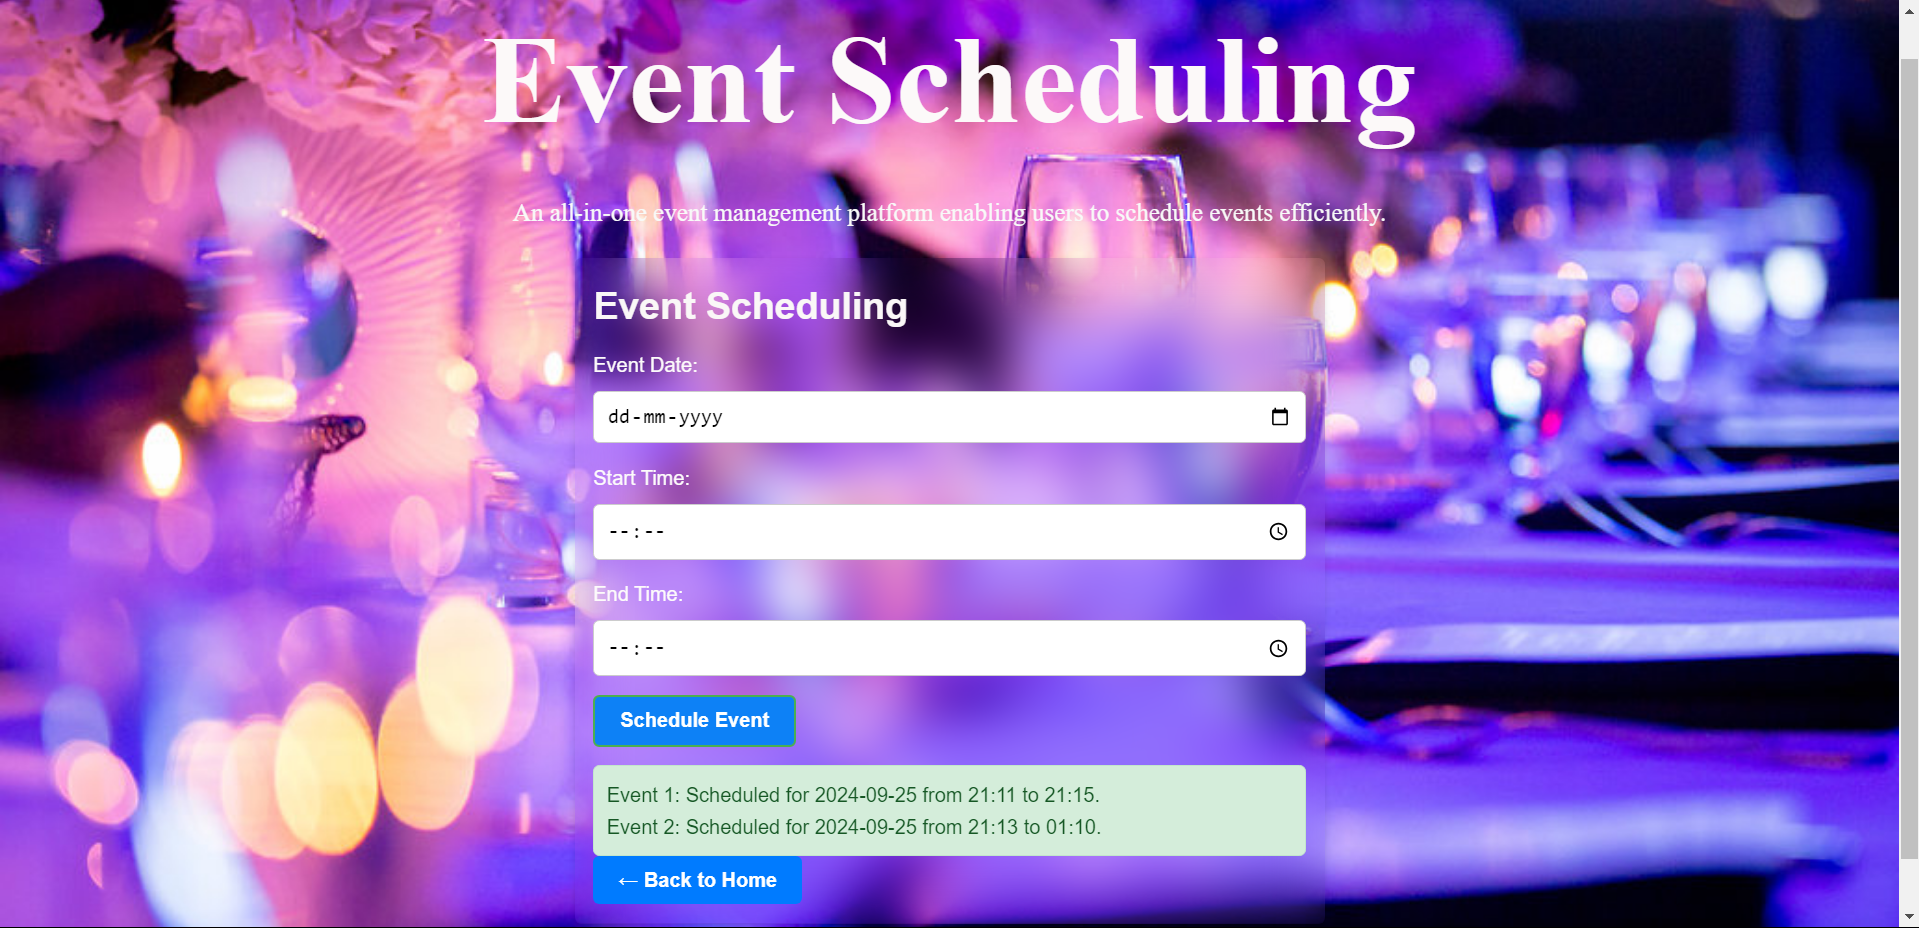 Event Scheduling
An all-in-one event management platform enabling users to schedule events efficiently.
Event Scheduling
Event Date:
dd-mm-yyyy
Start Time:
--:--
End Time:
--:--
Schedule Event
Event 1: Scheduled for 2024-09-25 from 21:11 to 21:15.
Event 2: Scheduled for 2024-09-25 from 21:13 to 01:10.
← Back to Home